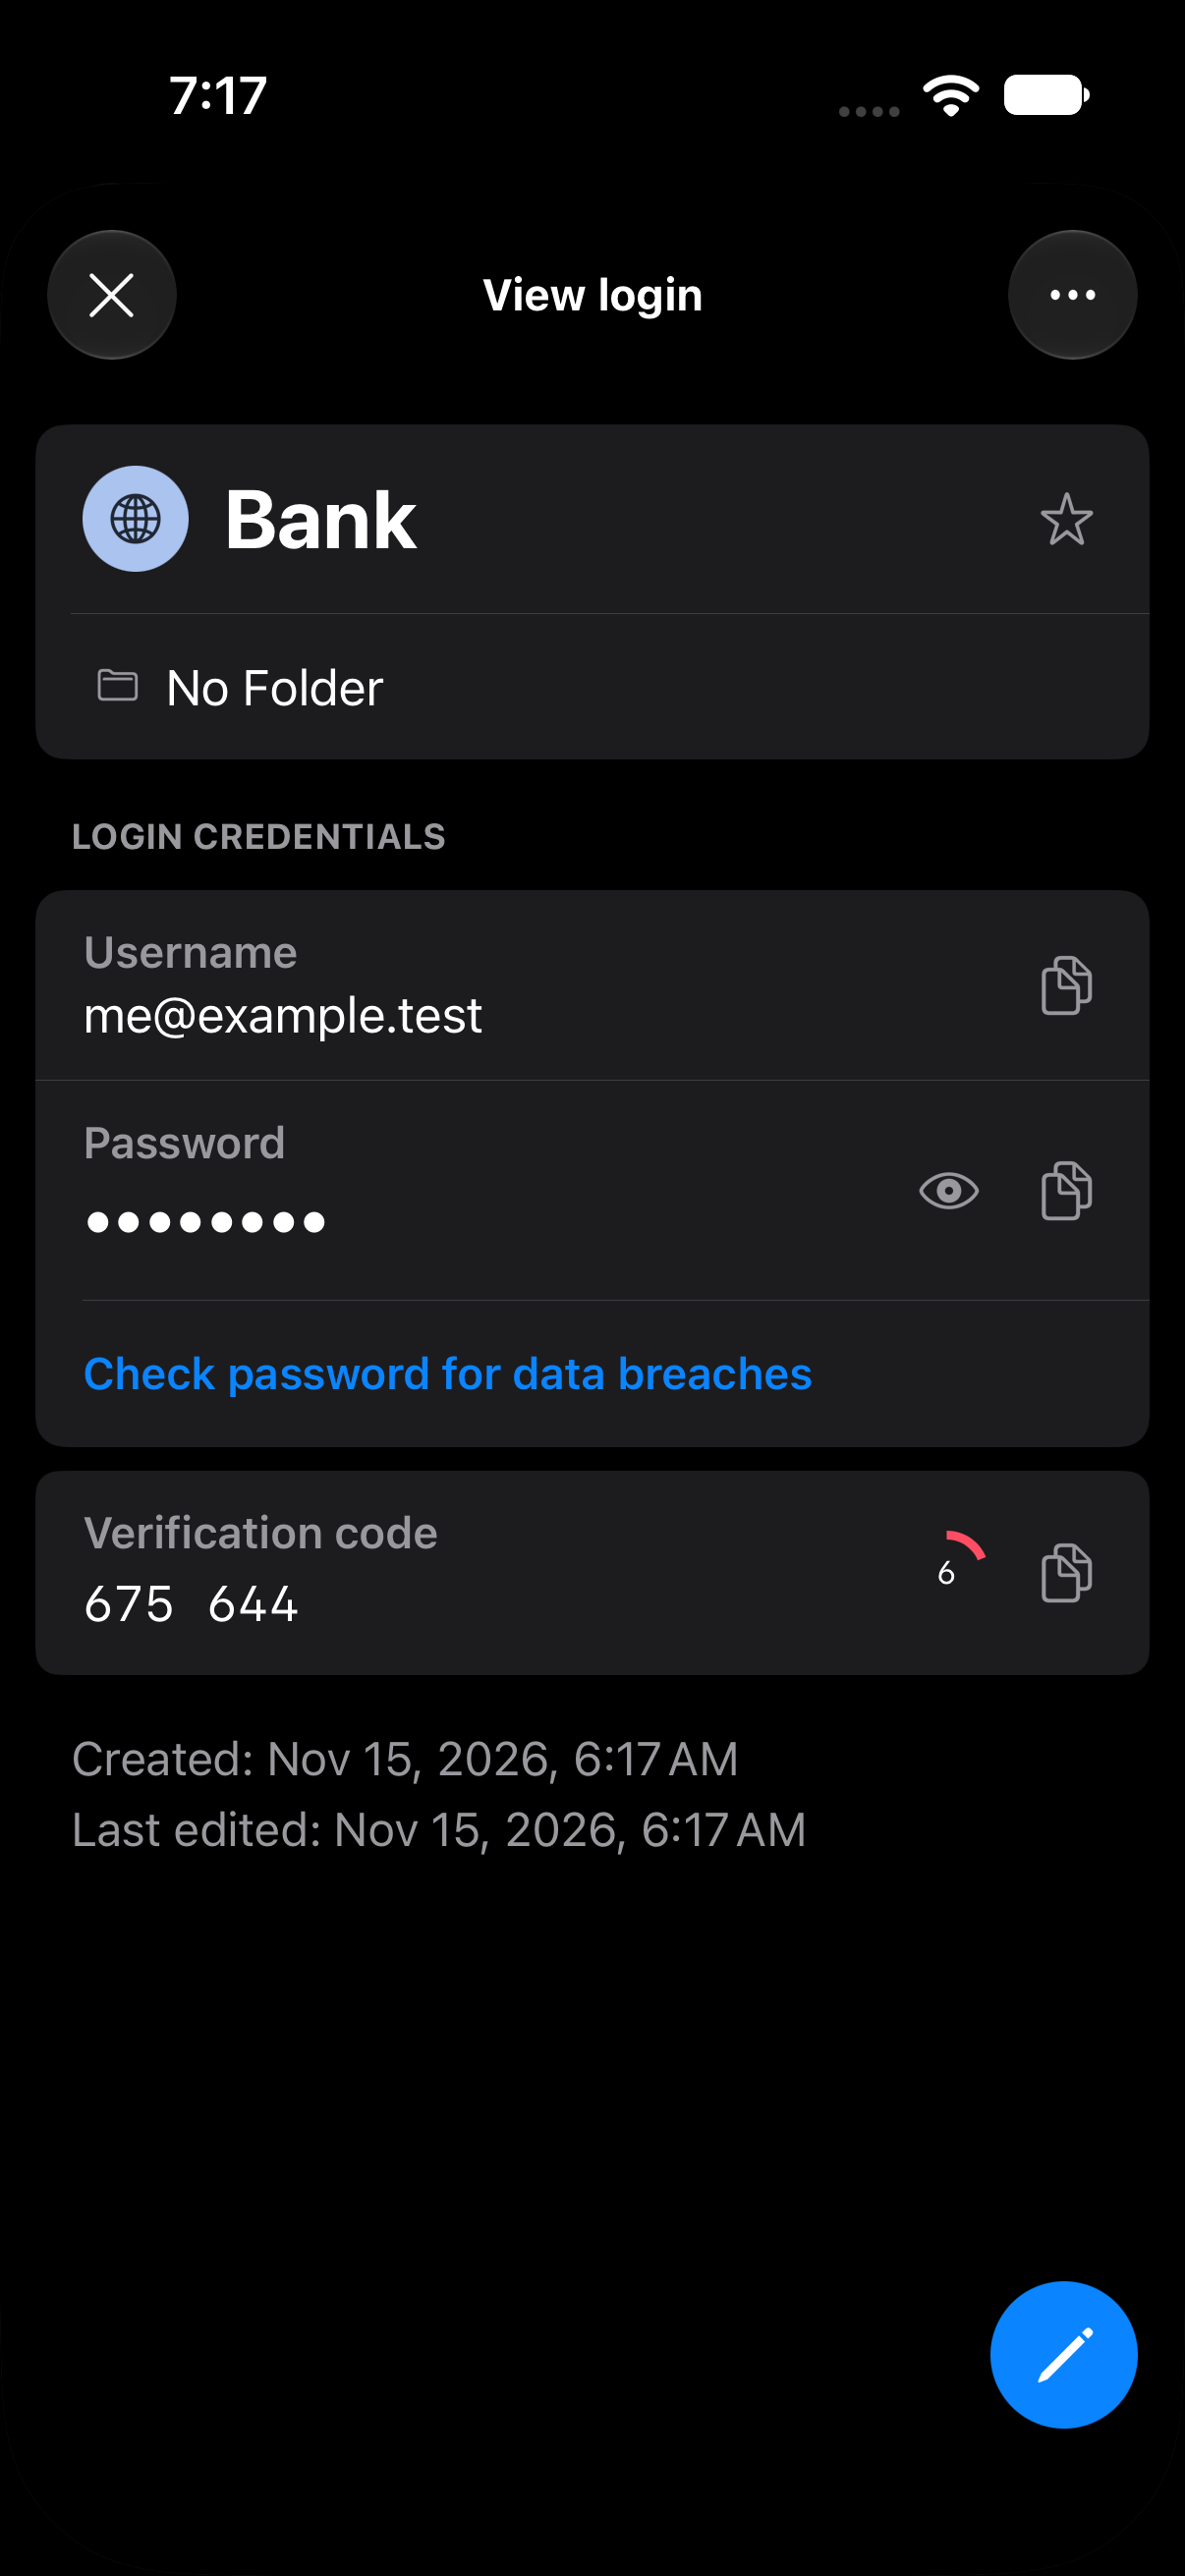 7:17
View login
Bank
No Folder
LOGIN CREDENTIALS
Username
me@example.test
Password
••••••••
Check password for data breaches
Verification code
675 644
6
Created: Nov 15, 2026, 6:17 AM
Last edited: Nov 15, 2026, 6:17 AM